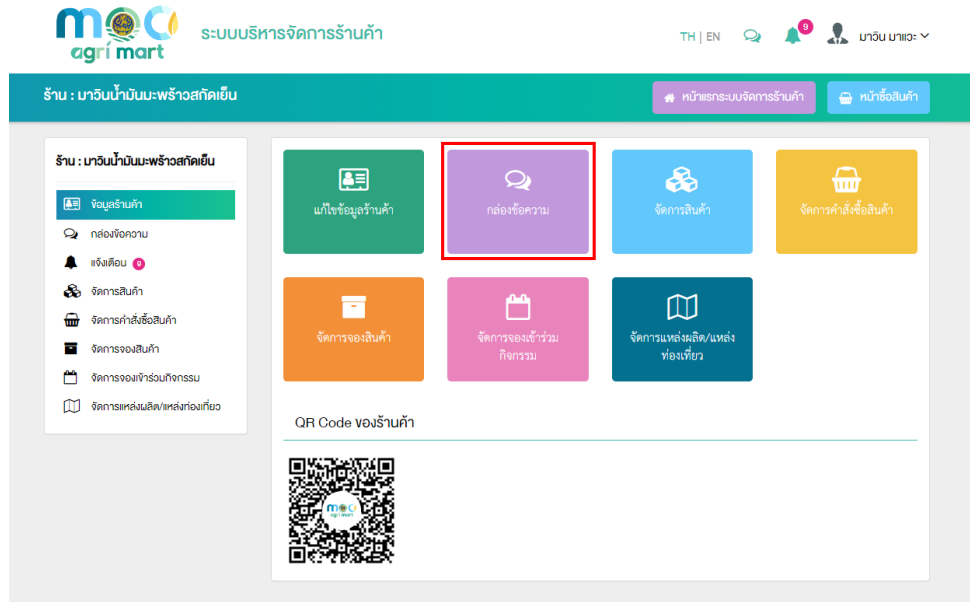 moc
agri mart
ระบบบริหารจัดการร้านค้า
TH | EN
9
มาวิน มาแวะ
ร้าน : มาวินน้ำมันมะพร้าวสกัดเย็น
หน้าแรกระบบจัดการร้านค้า
หน้าซื้อสินค้า
ร้าน : มาวินน้ำมันมะพร้าวสกัดเย็น
ข้อมูลร้านค้า
กล่องข้อความ
แจ้งเตือน 9
จัดการสินค้า
จัดการคำสั่งซื้อสินค้า
จัดการจองสินค้า
จัดการจองเข้าร่วมกิจกรรม
จัดการแหล่งผลิต/แหล่งท่องเที่ยว
แก้ไขข้อมูลร้านค้า
กล่องข้อความ
จัดการสินค้า
จัดการคำสั่งซื้อสินค้า
จัดการจองสินค้า
จัดการจองเข้าร่วม
กิจกรรม
จัดการแหล่งผลิต/แหล่ง
ท่องเที่ยว
QR Code ของร้านค้า
moc
agri mart